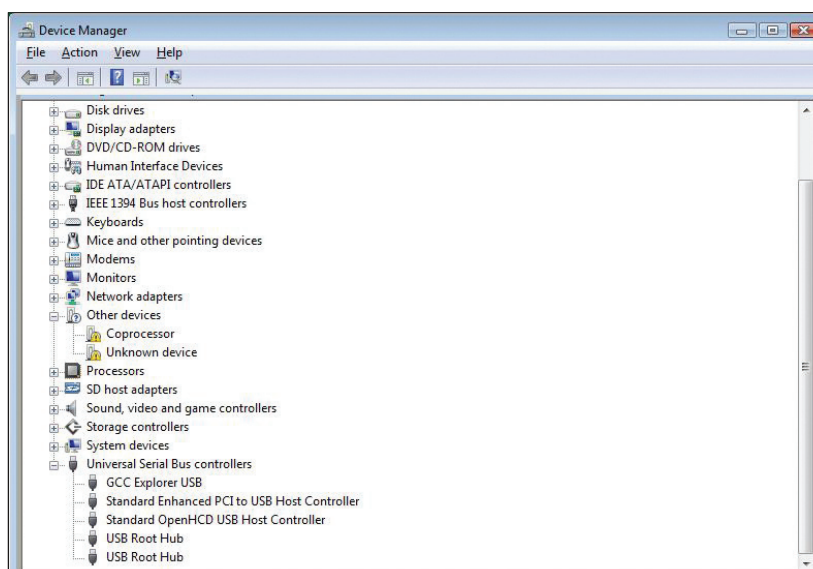 Device Manager
File Action View Help
Disk drives
Display adapters
DVD/CD-ROM drives
Human Interface Devices
IDE ATA/ATAPI controllers
IEEE 1394 Bus host controllers
Keyboards
Mice and other pointing devices
Modems
Monitors
Network adapters
Other devices
Coprocessor
Unknown device
Processors
SD host adapters
Sound, video and game controllers
Storage controllers
System devices
Universal Serial Bus controllers
GCC Explorer USB
Standard Enhanced PCI to USB Host Controller
Standard OpenHCD USB Host Controller
USB Root Hub
USB Root Hub